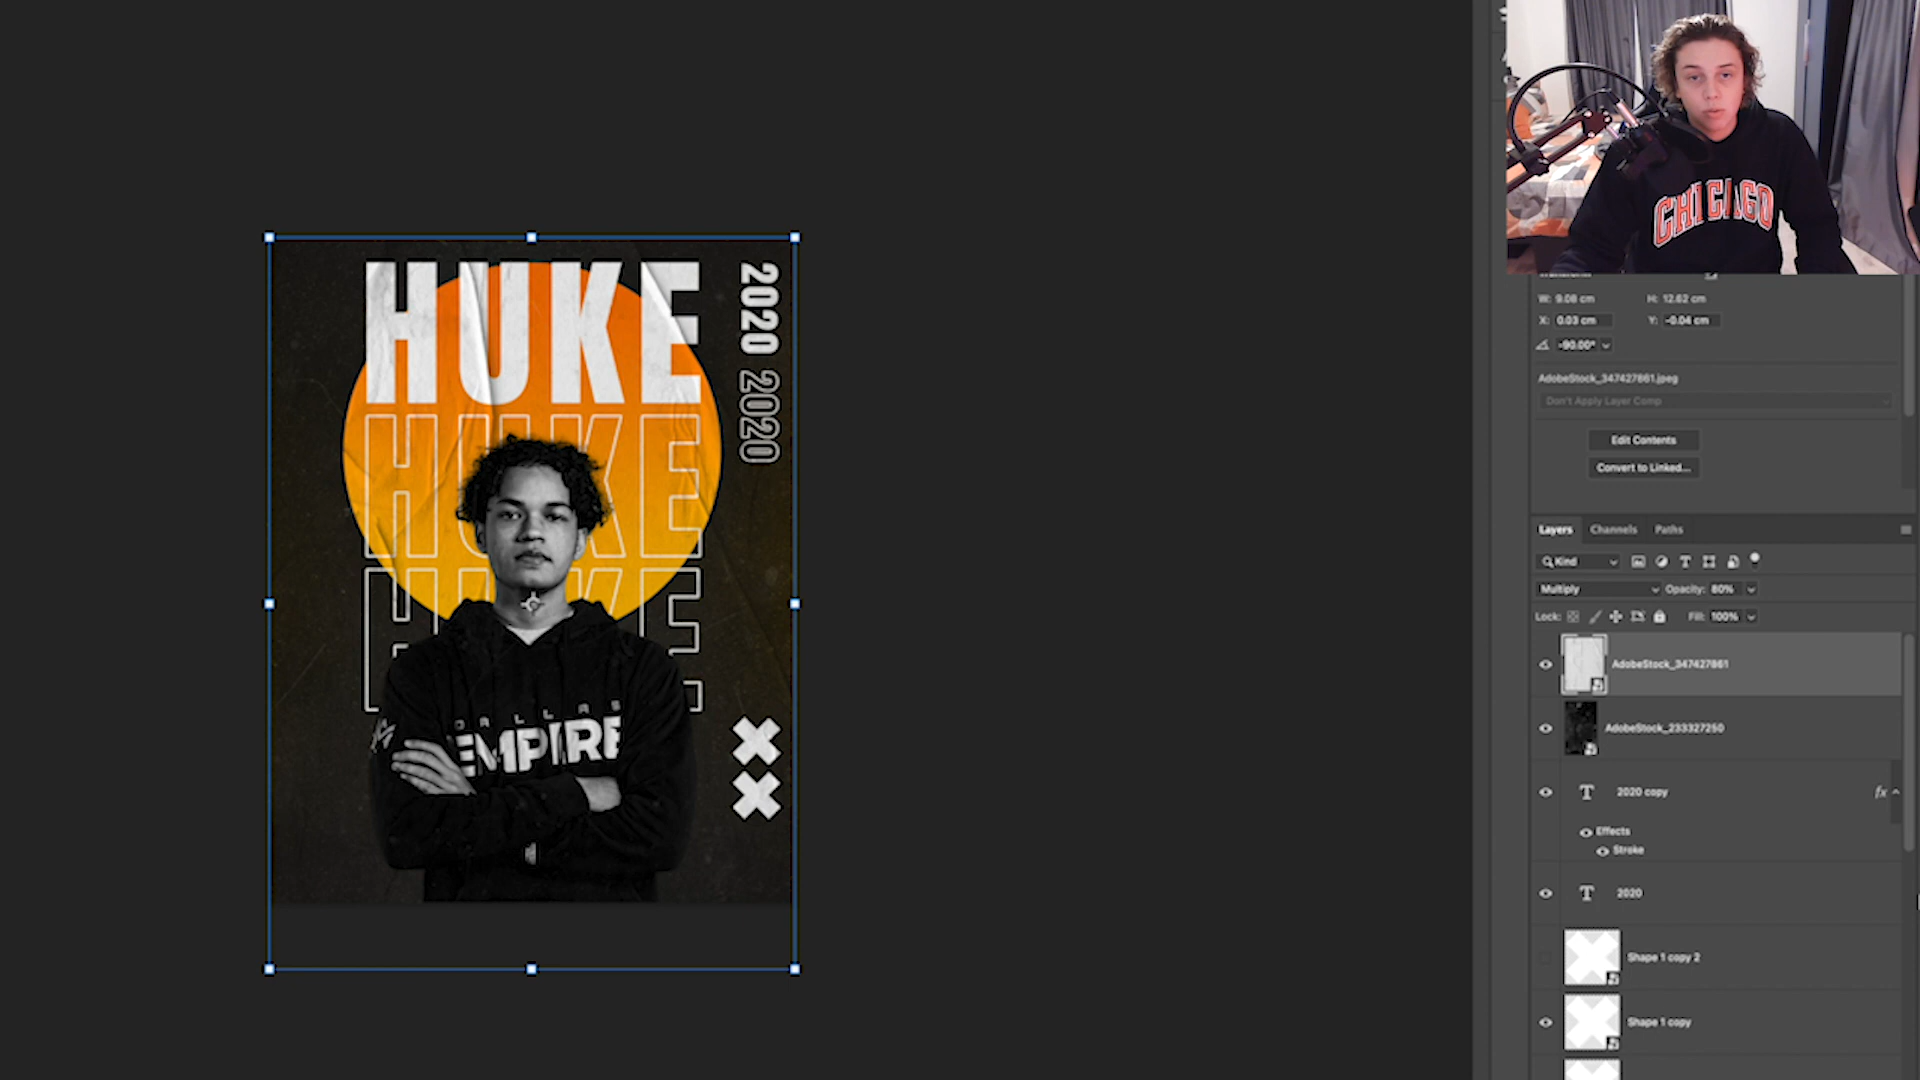 HUKE
HUKE
HUKE
2020 2020
DALLAS
EMPIRE
CHICAGO
W: 9.08 cm
H: 12.62 cm
X: 0.03 cm
Y: -0.04 cm
-90.00°
AdobeStock_347427861.jpeg
Don't Apply Layer Comp
Edit Contents
Convert to Linked...
Layers
Channels
Paths
Kind
Multiply
Opacity: 80%
Lock:
Fill: 100%
AdobeStock_347427861
AdobeStock_233327250
2020 copy
fx
Effects
Stroke
2020
Shape 1 copy 2
Shape 1 copy